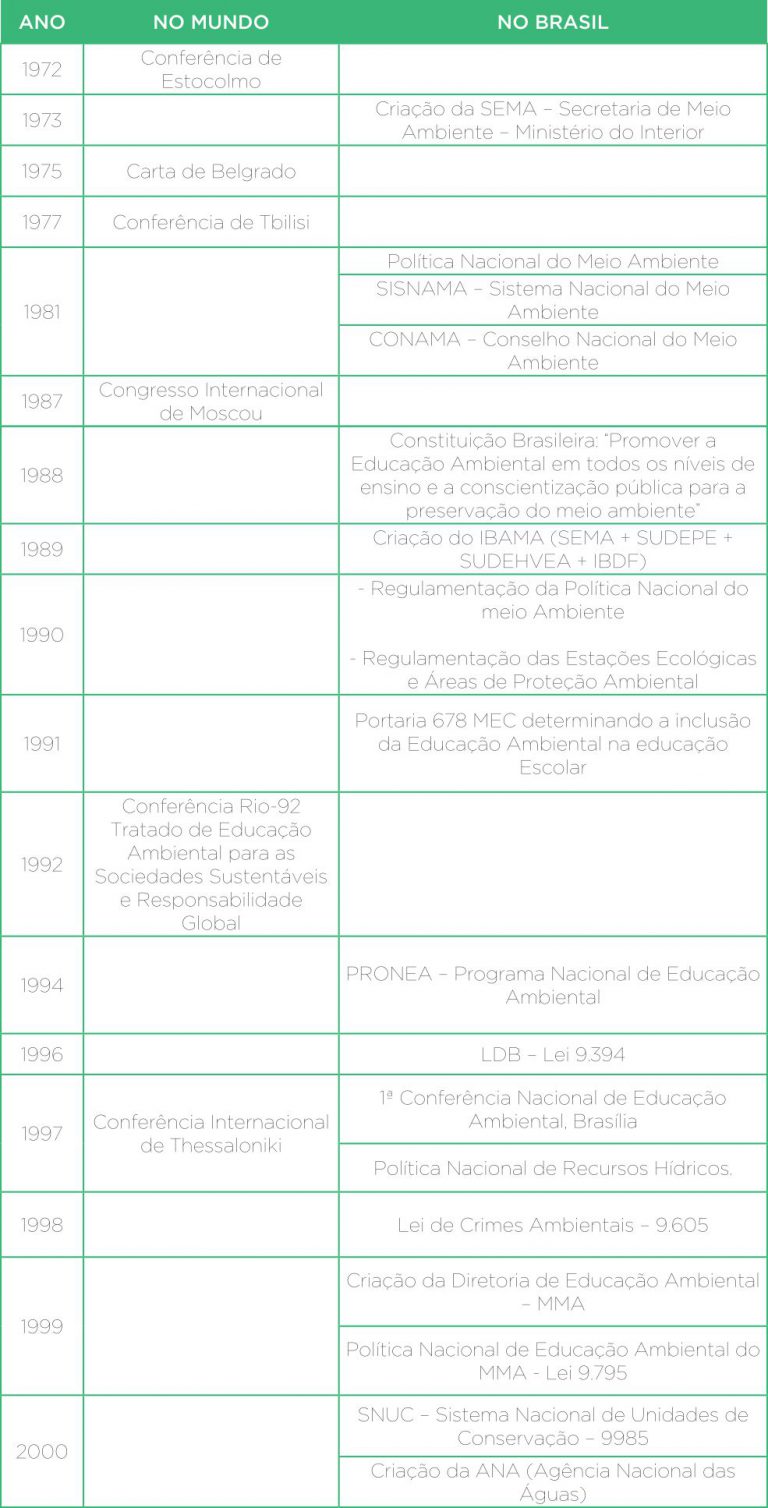 ANO NO MUNDO NO BRASIL
1972
Conferência de
Estocolmo
1973
Criação da SEMA – Secretaria de Meio
Ambiente – Ministério do Interior
1975
Carta de Belgrado
1977
Conferência de Tbilisi
1981
Política Nacional do Meio Ambiente
SISNAMA – Sistema Nacional do Meio
Ambiente
CONAMA – Conselho Nacional do Meio
Ambiente
1987
Congresso Internacional
de Moscou
1988
Constituição Brasileira: "Promover a
Educação Ambiental em todos os níveis de
ensino e a conscientização pública para a
preservação do meio ambiente"
1989
Criação do IBAMA (SEMA + SUDEPE +
SUDEHVEA + IBDF)
1990
- Regulamentação da Política Nacional do
meio Ambiente
- Regulamentação das Estações Ecológicas
e Áreas de Proteção Ambiental
1991
Portaria 678 MEC determinando a inclusão
da Educação Ambiental na educação
Escolar
1992
Conferência Rio-92
Tratado de Educação
Ambiental para as
Sociedades Sustentáveis
e Responsabilidade
Global
1994
PRONEA – Programa Nacional de Educação
Ambiental
1996
LDB – Lei 9.394
1997
Conferência Internacional
de Thessaloniki
1ª Conferência Nacional de Educação
Ambiental, Brasília
Política Nacional de Recursos Hídricos.
1998
Lei de Crimes Ambientais – 9.605
1999
Criação da Diretoria de Educação Ambiental
– MMA
Política Nacional de Educação Ambiental do
MMA - Lei 9.795
2000
SNUC – Sistema Nacional de Unidades de
Conservação – 9985
Criação da ANA (Agência Nacional das
Águas)